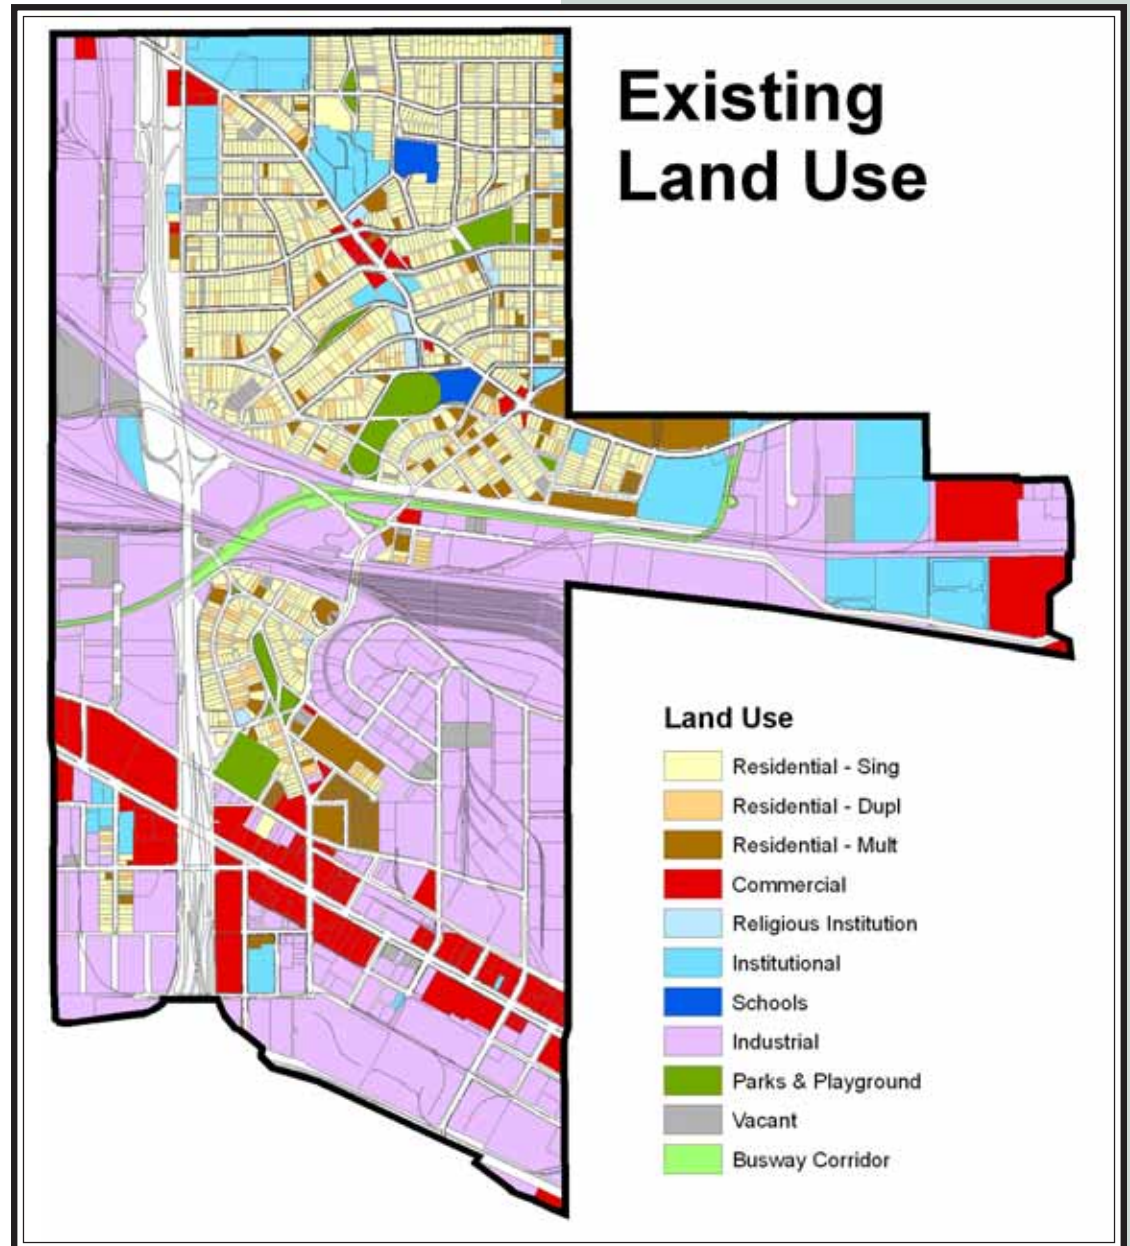 Existing
Land Use
Land Use
Residential - Sing
Residential - Dupl
Residential - Mult
Commercial
Religious Institution
Institutional
Schools
Industrial
Parks & Playground
Vacant
Busway Corridor